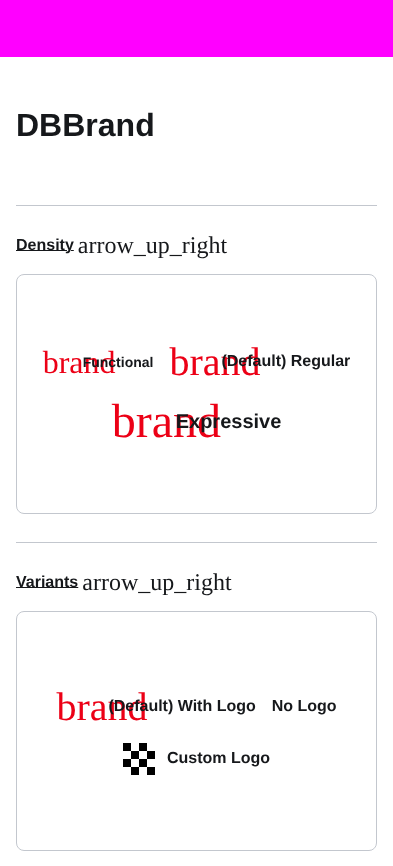 DBBrand
Density arrow_up_right
brand Functional brand (Default) Regular
brand Expressive
Variants arrow_up_right
brand (Default) With Logo No Logo
Custom Logo